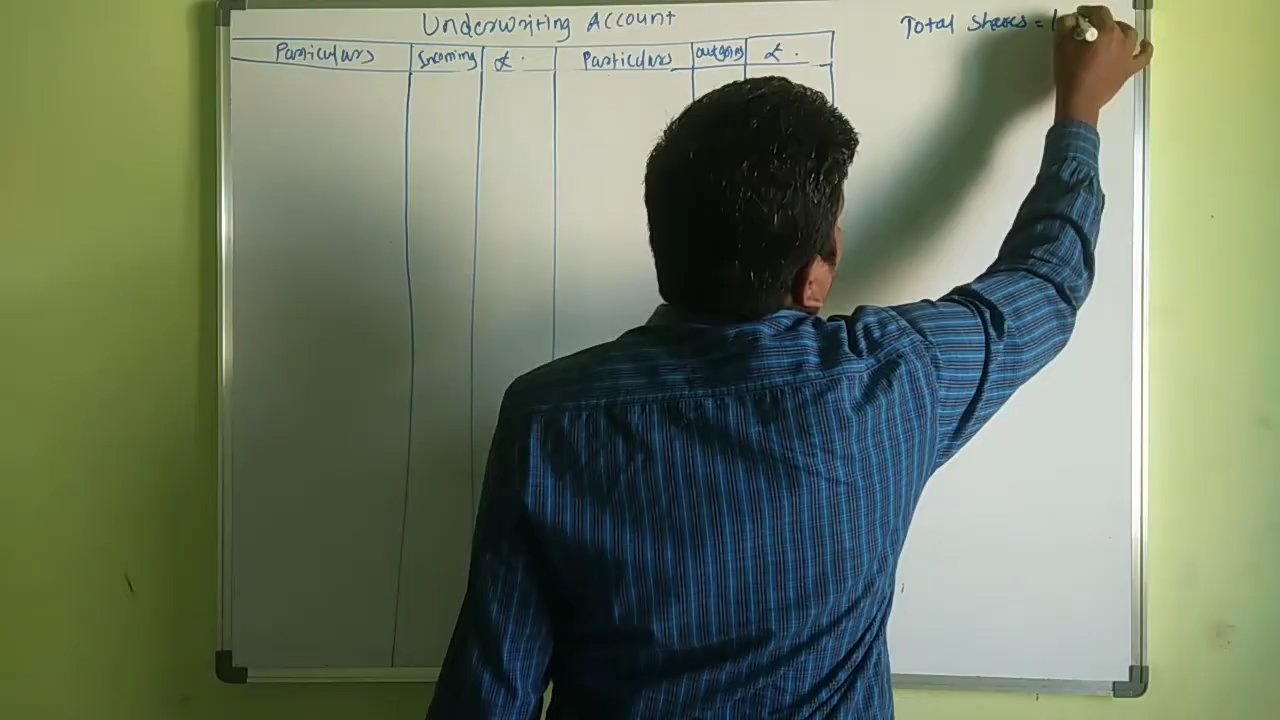 Underwriting Account
Total Shares = 1
Particulars Incoming £. Particulars outgoing £.